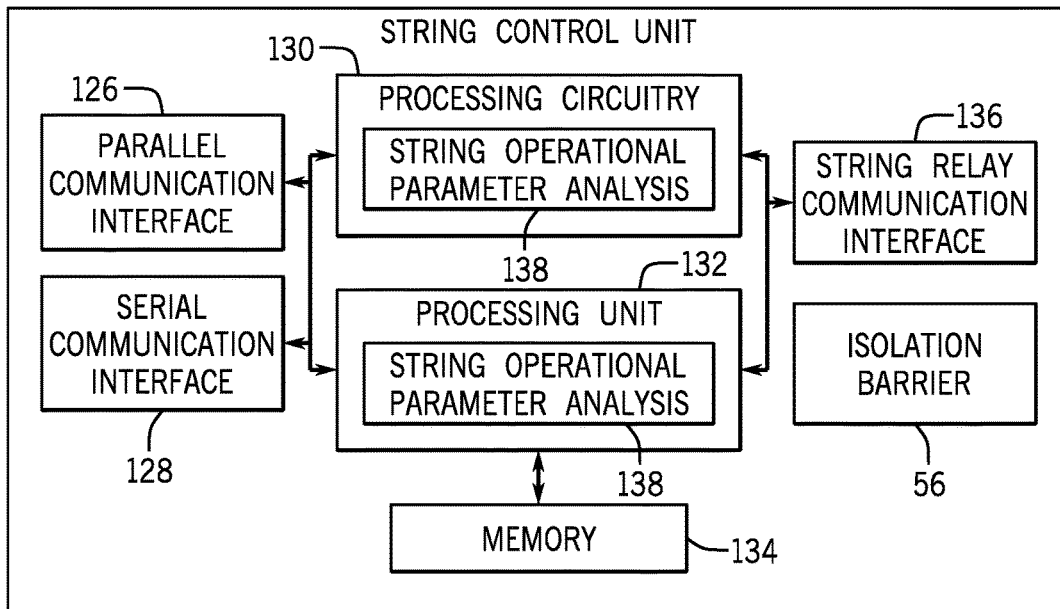 STRING CONTROL UNIT
130
PROCESSING CIRCUITRY
STRING OPERATIONAL
PARAMETER ANALYSIS
138
126
PARALLEL
COMMUNICATION
INTERFACE
136
STRING RELAY
COMMUNICATION
INTERFACE
132
PROCESSING UNIT
STRING OPERATIONAL
PARAMETER ANALYSIS
138
SERIAL
COMMUNICATION
INTERFACE
128
ISOLATION
BARRIER
56
MEMORY
134